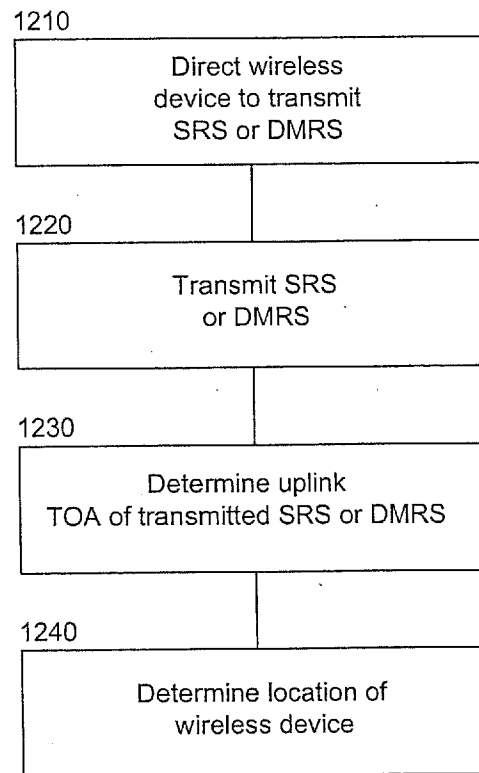 1210
Direct wireless
device to transmit
SRS or DMRS
1220
Transmit SRS
or DMRS
1230
Determine uplink
TOA of transmitted SRS or DMRS
1240
Determine location of
wireless device